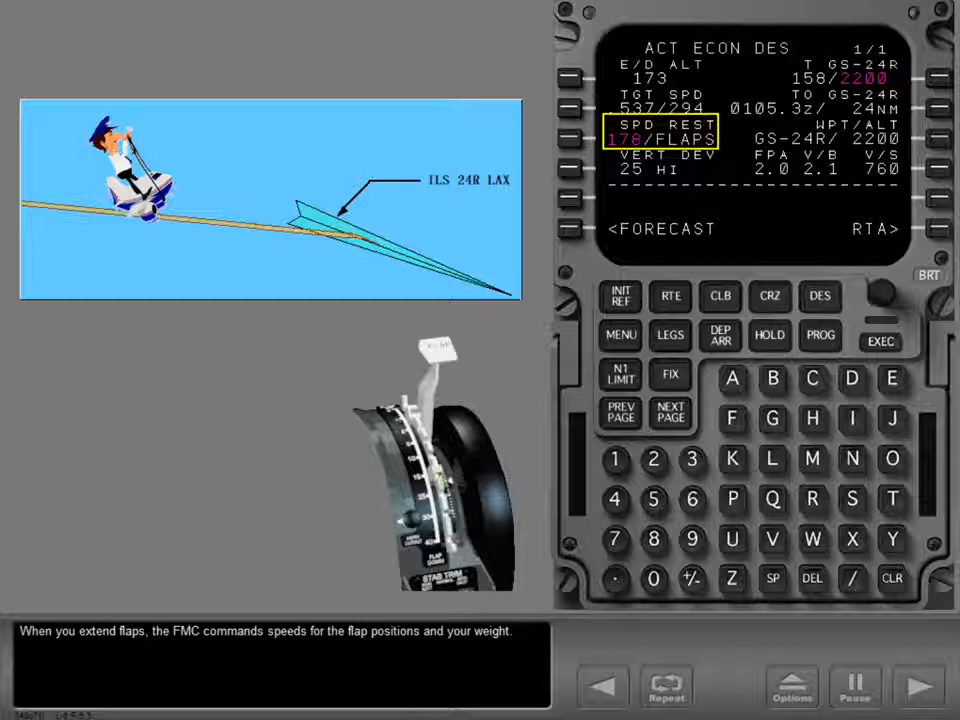 ACT ECON DES 1/1
E/D ALT T GS-24R
173 158/2200
TGT SPD TO GS-24R
.537/294 0105.3z/ 24NM
SPD REST WPT/ALT
178/FLAPS GS-24R/ 2200
VERT DEV FPA V/B V/S
25 HI 2.0 2.1 760
<FORECAST RTA>
ILS 24R LAX
BRT
INIT REF RTE CLB CRZ DES
MENU LEGS DEP ARR HOLD PROG EXEC
N1 LIMIT FIX
PREV PAGE NEXT PAGE
A B C D E
F G H I J
1 2 3 K L M N O
4 5 6 P Q R S T
7 8 9 U V W X Y
. 0 +/- Z SP DEL / CLR
FLAP
DOWN
STAB TRIM
When you extend flaps, the FMC commands speeds for the flap positions and your weight.
Repeat Options Pause